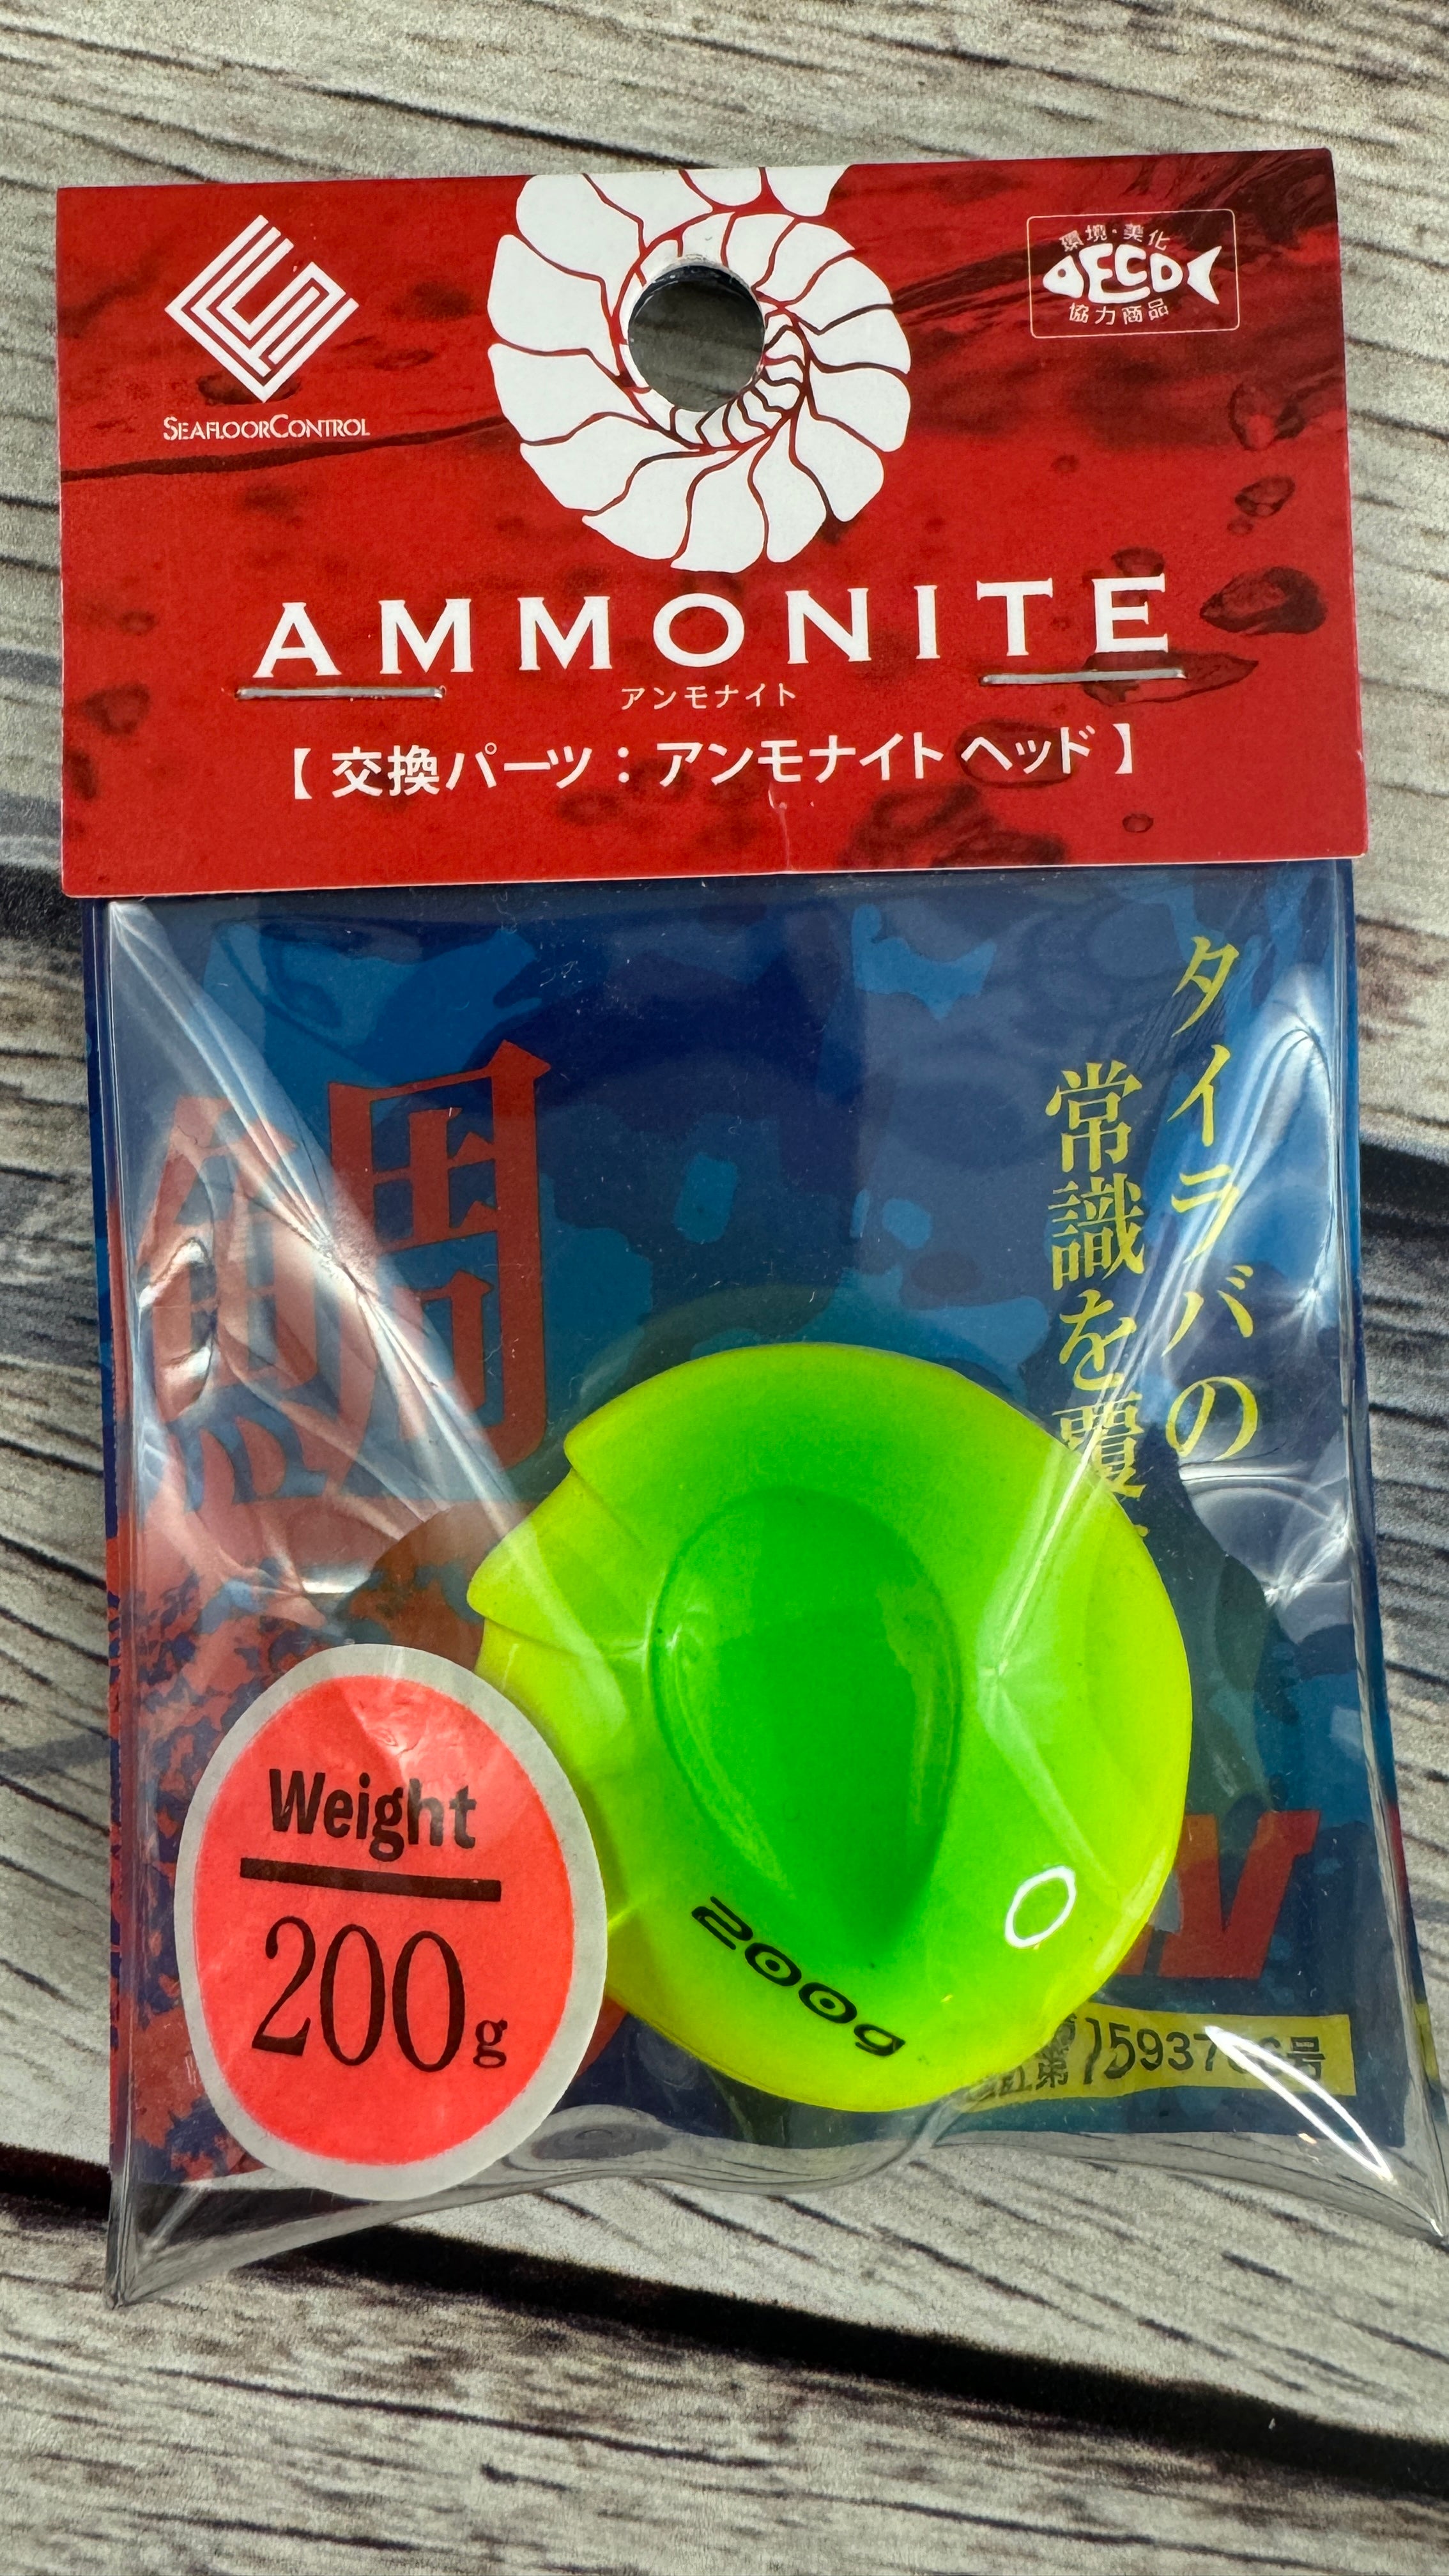 SEAFLOORCONTROL
環境・美化
ECO
協力商品
AMMONITE
アンモナイト
【交換パーツ：アンモナイト ヘッド】
タイラバの
常識を覆
鯛
Weight
200g
200g